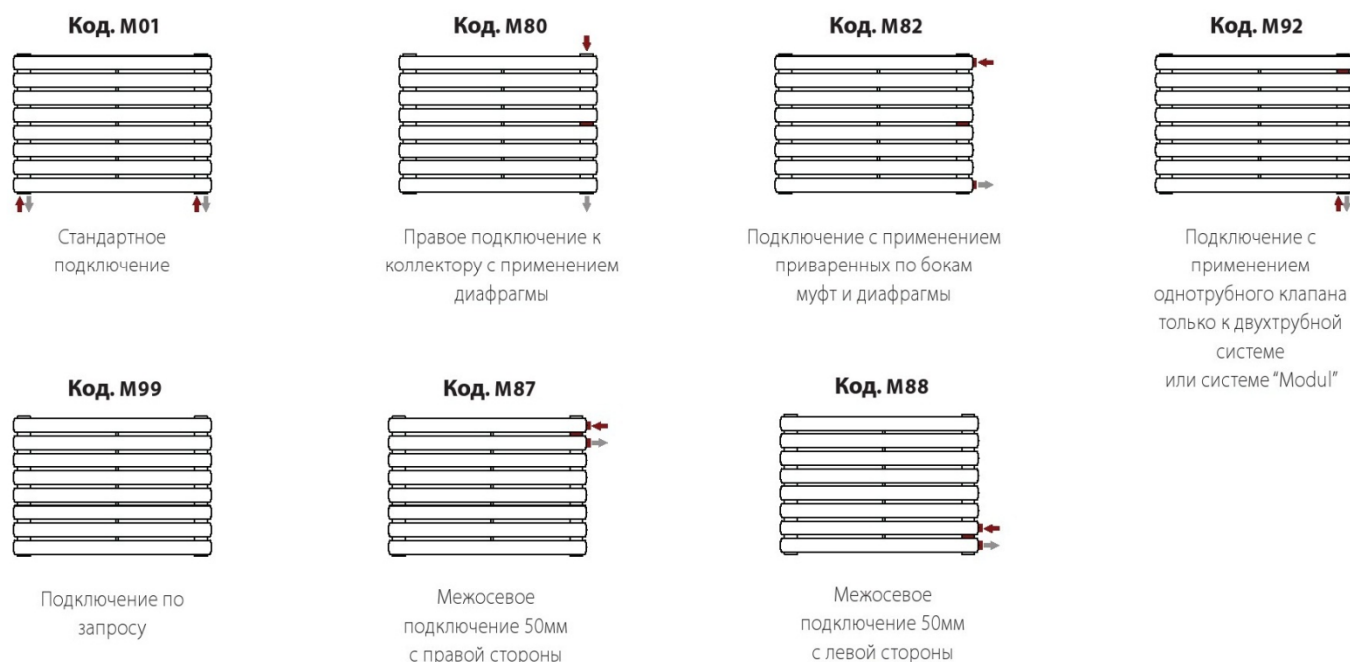 Код. M01
Стандартное
подключение
Код. M80
Правое подключение к
коллектору с применением
диафрагмы
Код. M82
Подключение с применением
приваренных по бокам
муфт и диафрагмы
Код. M92
Подключение с
применением
однотрубного клапана
только к двухтрубной
системе
или системе “Modul”
Код. M99
Подключение по
запросу
Код. M87
Межосевое
подключение 50мм
с правой стороны
Код. M88
Межосевое
подключение 50мм
с левой стороны